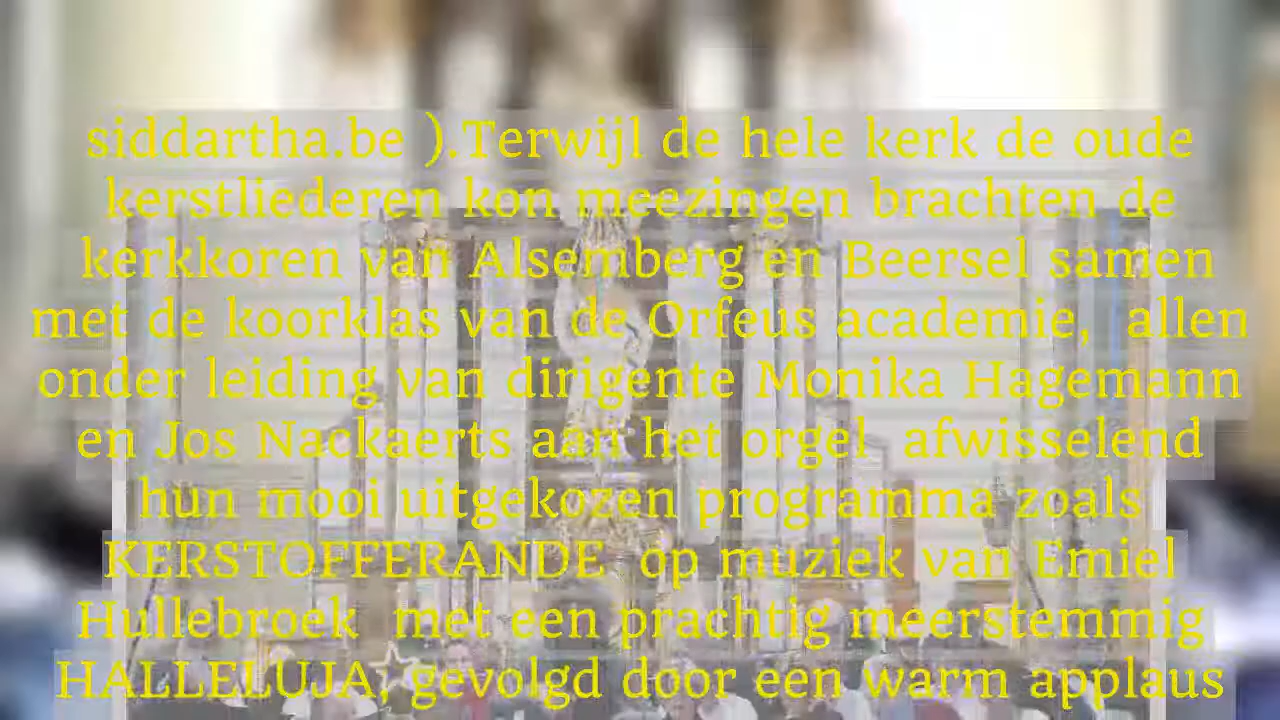 siddartha.be ).Terwijl de hele kerk de oude
kerstliederen kon meezingen brachten de
kerkkoren van Alsemberg en Beersel samen
met de koorklas van de Orfeus academie, allen
onder leiding van dirigente Monika Hagemann
en Jos Nackaerts aan het orgel afwisselend
hun mooi uitgekozen programma zoals
KERSTOFFERANDE op muziek van Emiel
Hullebroek met een prachtig meerstemmig
HALLELUJA, gevolgd door een warm applaus